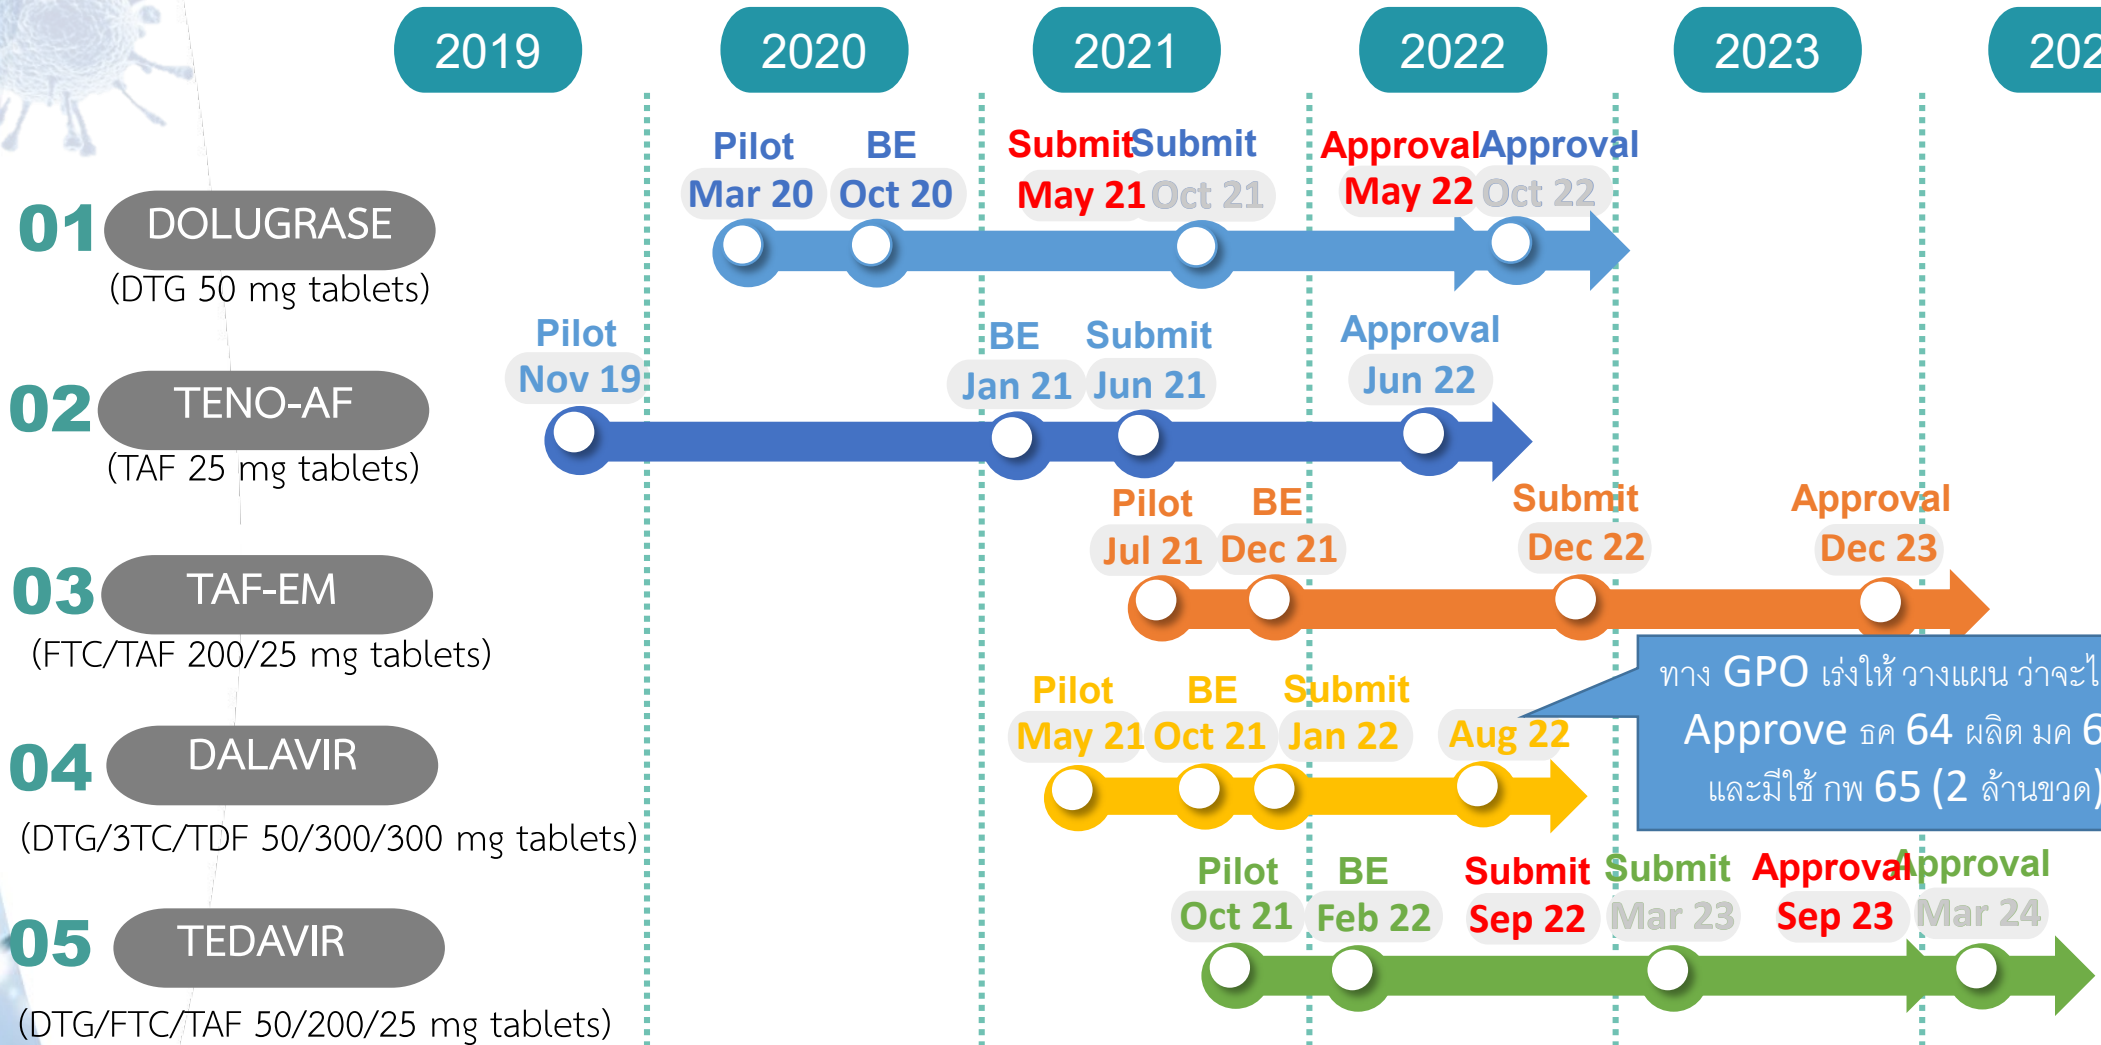 2019 2020 2021 2022 2023
Pilot BE Submit Submit Approval Approval
Mar 20 Oct 20 May 21 Oct 21 May 22 Oct 22
01 DOLUGRASE
(DTG 50 mg tablets)
Pilot BE Submit Approval
Nov 19 Jan 21 Jun 21 Jun 22
02 TENO-AF
(TAF 25 mg tablets)
Pilot BE Submit Approval
Jul 21 Dec 21 Dec 22 Dec 23
03 TAF-EM
(FTC/TAF 200/25 mg tablets)
ทาง GPO เร่งให้ วางแผน ว่าจะ
Approve ธค 64 ผลิต มค
และมีใช้ กพ 65 (2 ล้านขวด)
Pilot BE Submit
May 21 Oct 21 Jan 22 Aug 22
04 DALAVIR
(DTG/3TC/TDF 50/300/300 mg tablets)
Pilot BE Submit Submit Approval Approval
Oct 21 Feb 22 Sep 22 Mar 23 Sep 23 Mar 24
05 TEDAVIR
(DTG/FTC/TAF 50/200/25 mg tablets)